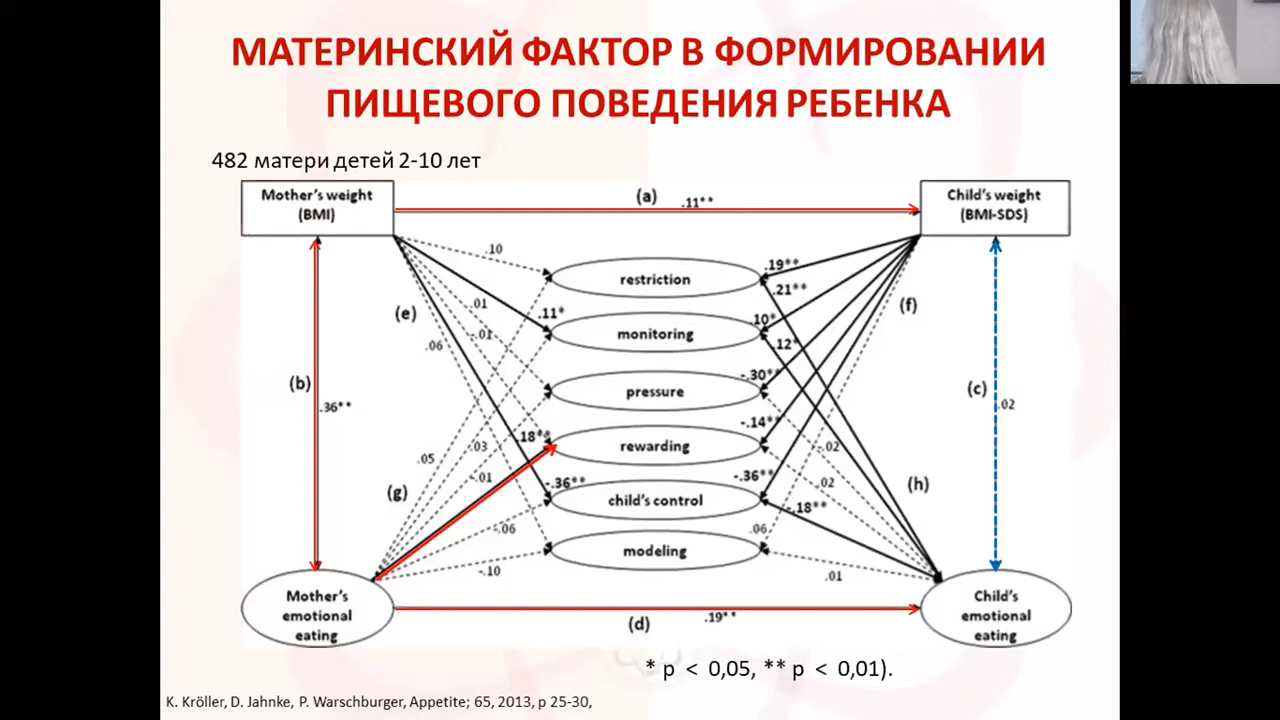 МАТЕРИНСКИЙ ФАКТОР В ФОРМИРОВАНИИ
ПИЩЕВОГО ПОВЕДЕНИЯ РЕБЕНКА
482 матери детей 2-10 лет
Mother's weight
(BMI)
(a)
.11**
Child's weight
(BMI-SDS)
.10
.19**
restriction
.21**
(e)
.01
.11*
.10*
(f)
monitoring
-.01
.06
.12*
(b)
.36**
-.30**
pressure
(c)
.02
-.14**
.18**
rewarding
-.02
.05
.03
-.01
-.36**
-.36**
.02
(g)
child's control
(h)
-.18**
-.06
.06
modeling
-.10
.01
Mother's
emotional
eating
(d)
.19**
Child's
emotional
eating
* p < 0,05, ** p < 0,01).
K. Kröller, D. Jahnke, P. Warschburger, Appetite; 65, 2013, p 25-30,